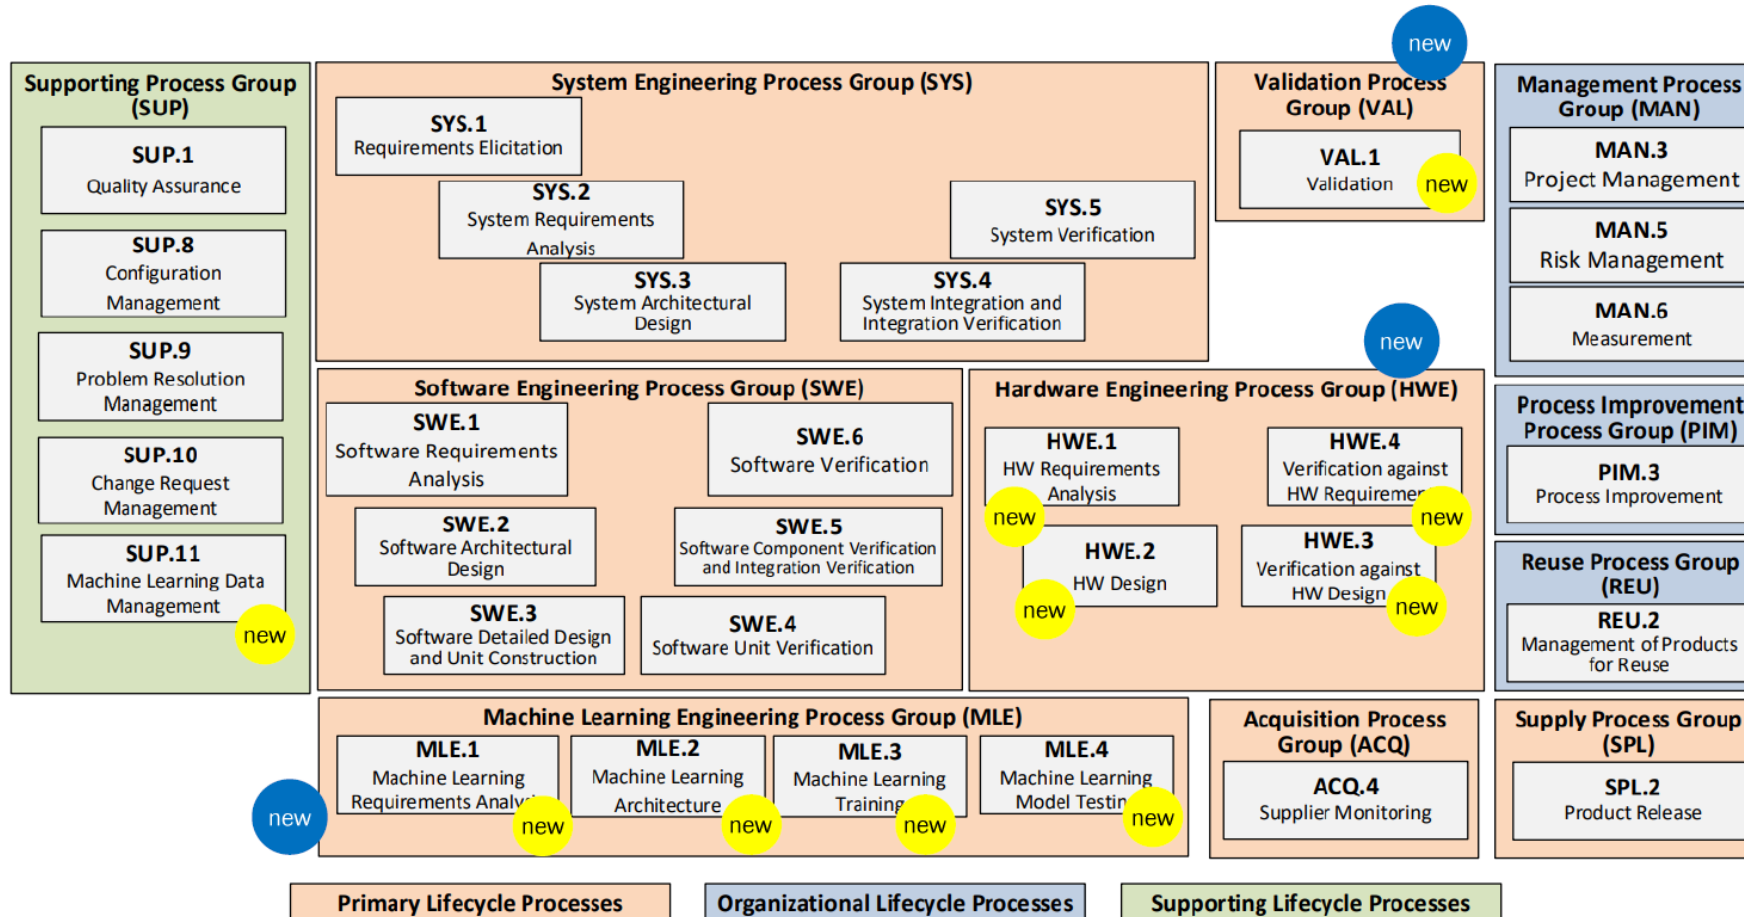 new
Supporting Process Group
(SUP)
SUP.1
Quality Assurance
SUP.8
Configuration
Management
SUP.9
Problem Resolution
Management
SUP.10
Change Request
Management
SUP.11
Machine Learning Data
Management
new
System Engineering Process Group (SYS)
SYS.1
Requirements Elicitation
SYS.2
System Requirements
Analysis
SYS.3
System Architectural
Design
SYS.4
System Integration and
Integration Verification
SYS.5
System Verification
Validation Process
Group (VAL)
VAL.1
Validation
new
Management Process
Group (MAN)
MAN.3
Project Management
MAN.5
Risk Management
MAN.6
Measurement
Software Engineering Process Group (SWE)
SWE.1
Software Requirements
Analysis
SWE.2
Software Architectural
Design
SWE.3
Software Detailed Design
and Unit Construction
SWE.4
Software Unit Verification
SWE.5
Software Component Verification
and Integration Verification
SWE.6
Software Verification
new
Hardware Engineering Process Group (HWE)
HWE.1
HW Requirements
Analysis
new
HWE.2
HW Design
new
HWE.3
Verification against
HW Design
new
HWE.4
Verification against
HW Requiremen
new
Process Improvement
Process Group (PIM)
PIM.3
Process Improvement
Reuse Process Group
(REU)
REU.2
Management of Products
for Reuse
new
Machine Learning Engineering Process Group (MLE)
MLE.1
Machine Learning
Requirements Analy
new
MLE.2
Machine Learning
Architecture
new
MLE.3
Machine Learning
Training
new
MLE.4
Machine Learning
Model Testin
new
Acquisition Process
Group (ACQ)
ACQ.4
Supplier Monitoring
Supply Process Group
(SPL)
SPL.2
Product Release
Primary Lifecycle Processes
Organizational Lifecycle Processes
Supporting Lifecycle Processes